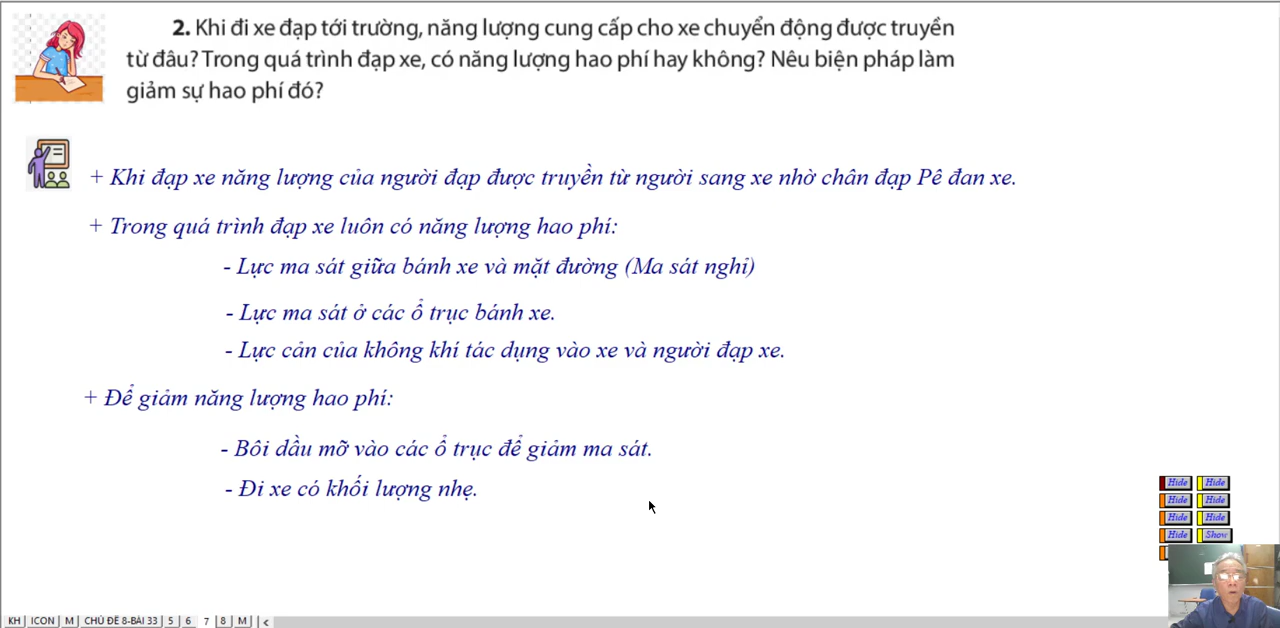 2. Khi đi xe đạp tới trường, năng lượng cung cấp cho xe chuyển động được truyền
từ đâu? Trong quá trình đạp xe, có năng lượng hao phí hay không? Nêu biện pháp làm
giảm sự hao phí đó?
+ Khi đạp xe năng lượng của người đạp được truyền từ người sang xe nhờ chân đạp Pê đan xe.
+ Trong quá trình đạp xe luôn có năng lượng hao phí:
- Lực ma sát giữa bánh xe và mặt đường (Ma sát nghỉ)
- Lực ma sát ở các ổ trục bánh xe.
- Lực cản của không khí tác dụng vào xe và người đạp xe.
+ Để giảm năng lượng hao phí:
- Bôi dầu mỡ vào các ổ trục để giảm ma sát.
- Đi xe có khối lượng nhẹ.
Hide Hide
Hide Hide
Hide Hide
Hide Show
KH | ICON | M | CHỦ ĐỀ 8-BÀI 33 | 5 | 6 | 7 | 8 | M |